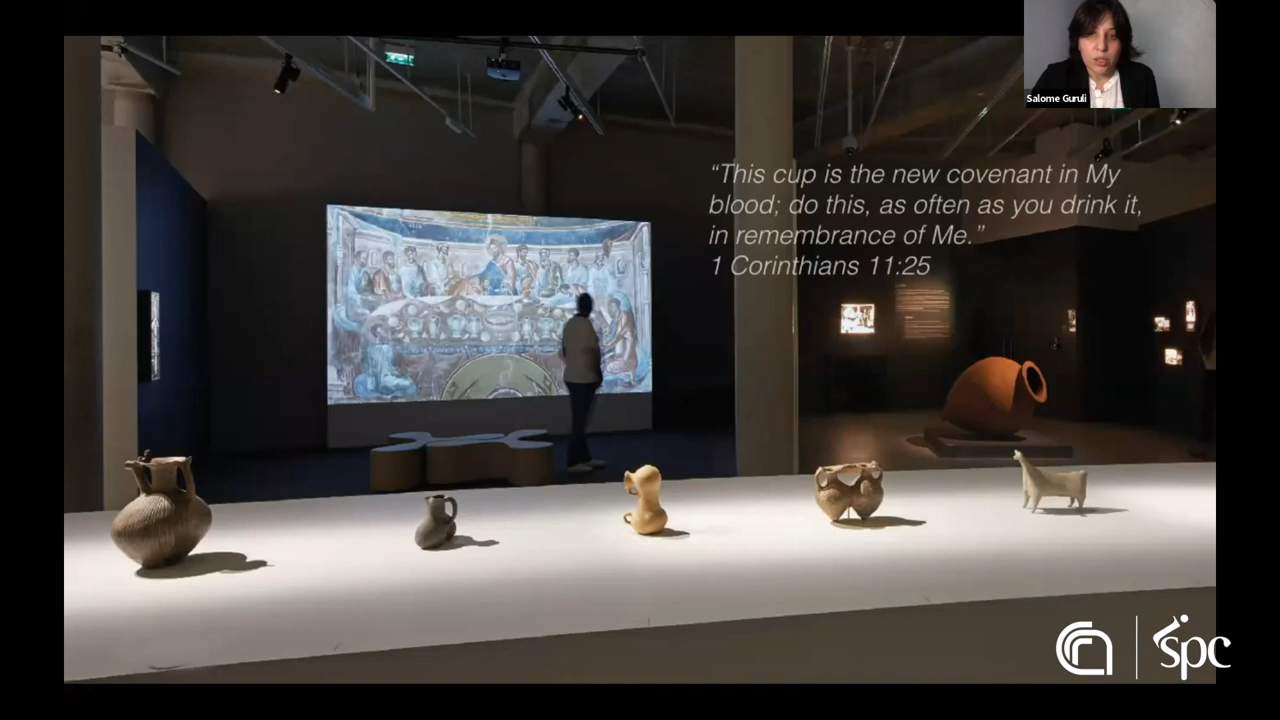 Salome Guruli
“This cup is the new covenant in My
blood; do this, as often as you drink it,
in remembrance of Me.”
1 Corinthians 11:25
spc